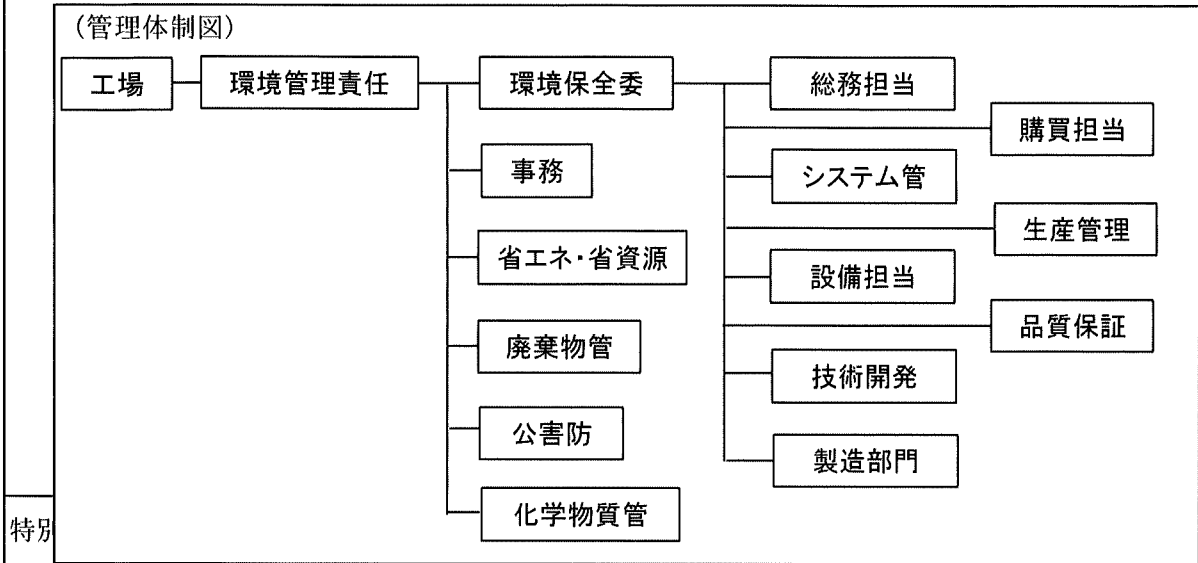 (管理体制図)
工場
環境管理責任
環境保全委
総務担当
購買担当
事務
システム管
生産管理
省エネ・省資源
設備担当
品質保証
廃棄物管
技術開発
公害防
製造部門
化学物質管
特別